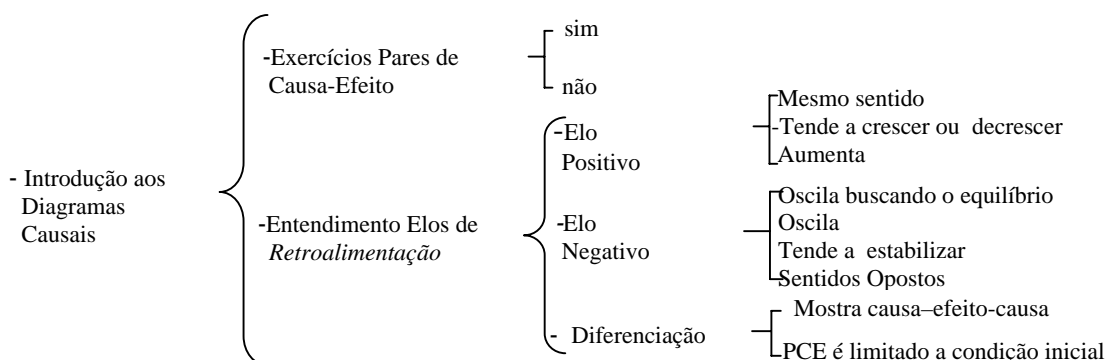 - Introdução aos
Diagramas
Causais
-Exercícios Pares de
Causa-Efeito
sim
não
-Entendimento Elos de
Retroalimentação
-Elo
Positivo
Mesmo sentido
-Tende a crescer ou decrescer
Aumenta
-Elo
Negativo
Oscila buscando o equilíbrio
Oscila
Tende a estabilizar
Sentidos Opostos
- Diferenciação
Mostra causa–efeito-causa
PCE é limitado a condição inicial